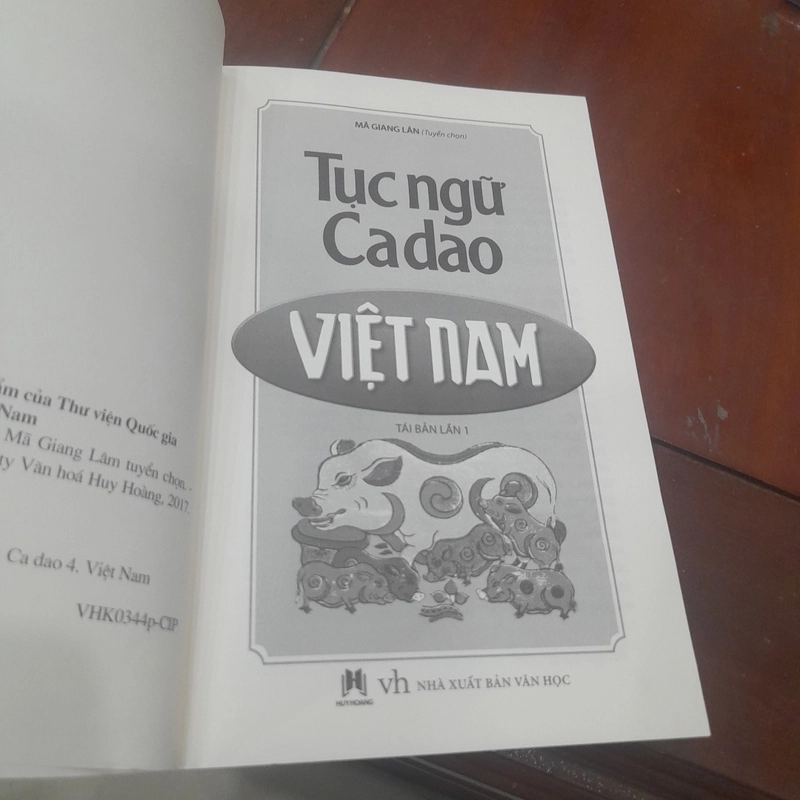 ẩm của Thư viện Quốc gia
Nam
Mã Giang Lâm tuyển chọn. -
ty Văn hoá Huy Hoàng, 2017.
Ca dao 4. Việt Nam
VHK0344p-CIP
MÃ GIANG LÂN (Tuyển chọn)
Tục ngữ
Ca dao
VIỆT NAM
TÁI BẢN LẦN 1
HUY HOANG
vh NHÀ XUẤT BẢN VĂN HỌC